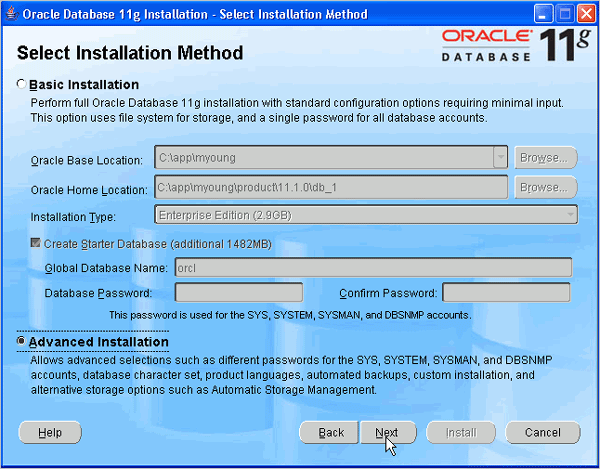 Oracle Database 11g Installation - Select Installation Method
Select Installation Method
ORACLE
DATABASE 11g
Basic Installation
Perform full Oracle Database 11g installation with standard configuration options requiring minimal input.
This option uses file system for storage, and a single password for all database accounts.
Oracle Base Location: C:\app\myoung Browse...
Oracle Home Location: C:\app\myoung\product\11.1.0\db_1 Browse...
Installation Type: Enterprise Edition (2.9GB)
Create Starter Database (additional 1482MB)
Global Database Name: orcl
Database Password: Confirm Password:
This password is used for the SYS, SYSTEM, SYSMAN, and DBSNMP accounts.
Advanced Installation
Allows advanced selections such as different passwords for the SYS, SYSTEM, SYSMAN, and DBSNMP
accounts, database character set, product languages, automated backups, custom installation, and
alternative storage options such as Automatic Storage Management.
Help Back Next Install Cancel